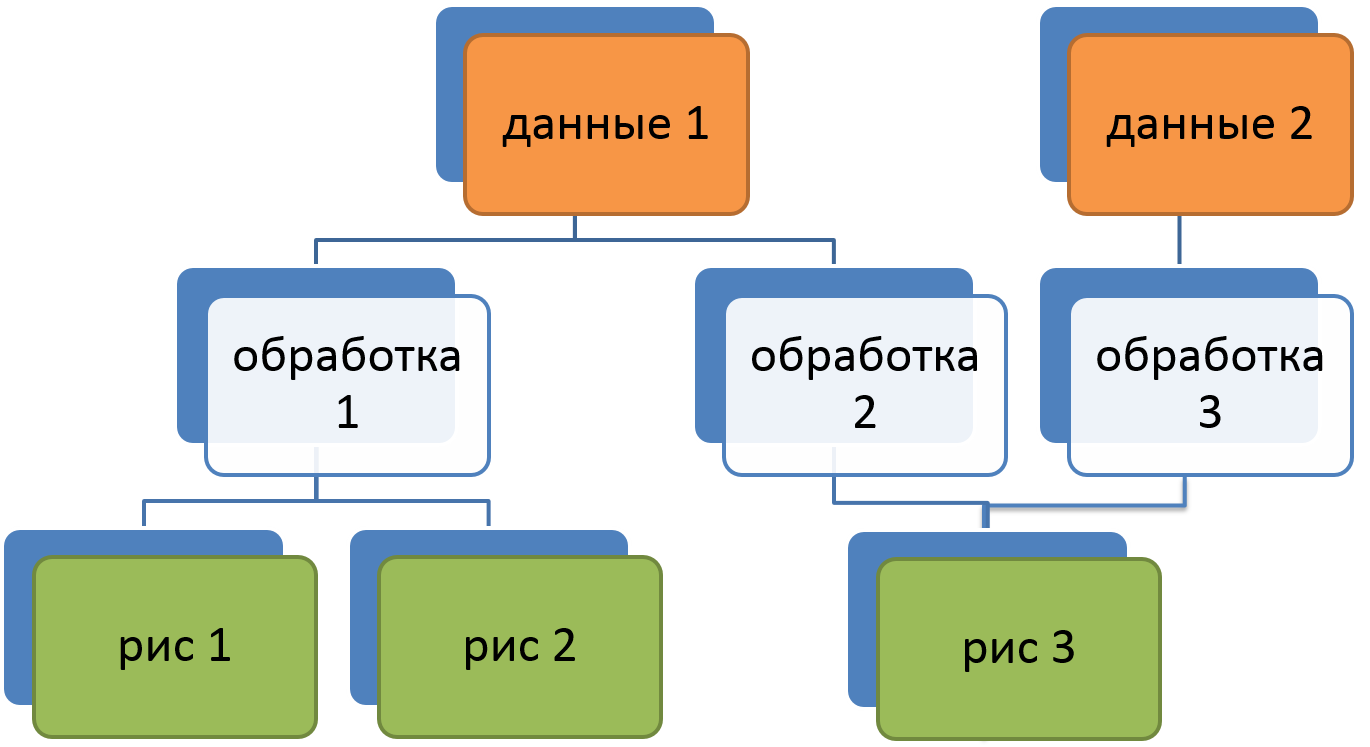 данные 1
данные 2
обработка
1
обработка
2
обработка
3
рис 1
рис 2
рис 3